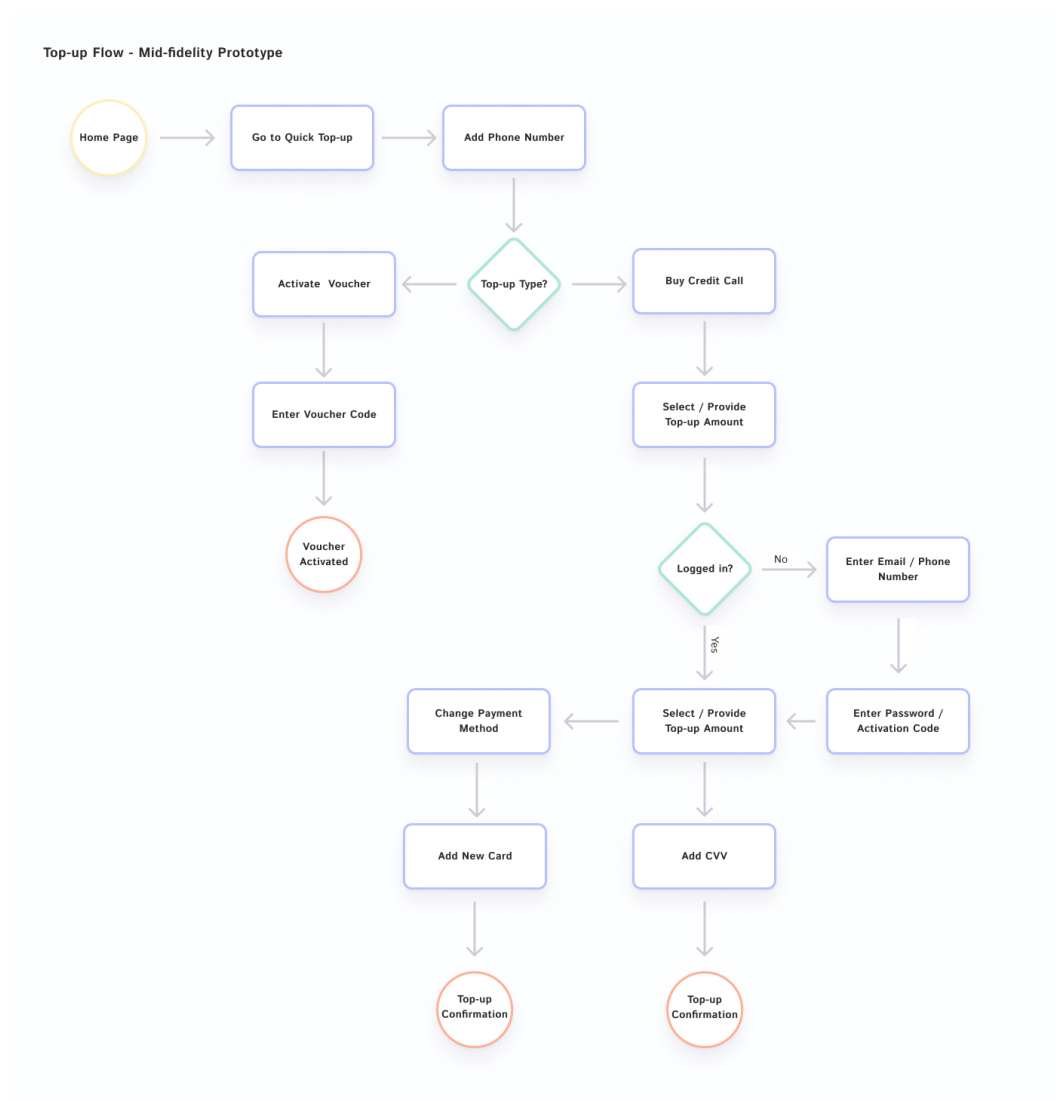 Top-up Flow - Mid-fidelity Prototype
Home Page
Go to Quick Top-up
Add Phone Number
Activate  Voucher
Top-up Type?
Buy Credit Call
Enter Voucher Code
Select / Provide
Top-up Amount
Voucher
Activated
Logged in?
No
Enter Email / Phone
Number
Yes
Change Payment
Method
Select / Provide
Top-up Amount
Enter Password /
Activation Code
Add New Card
Add CVV
Top-up
Confirmation
Top-up
Confirmation